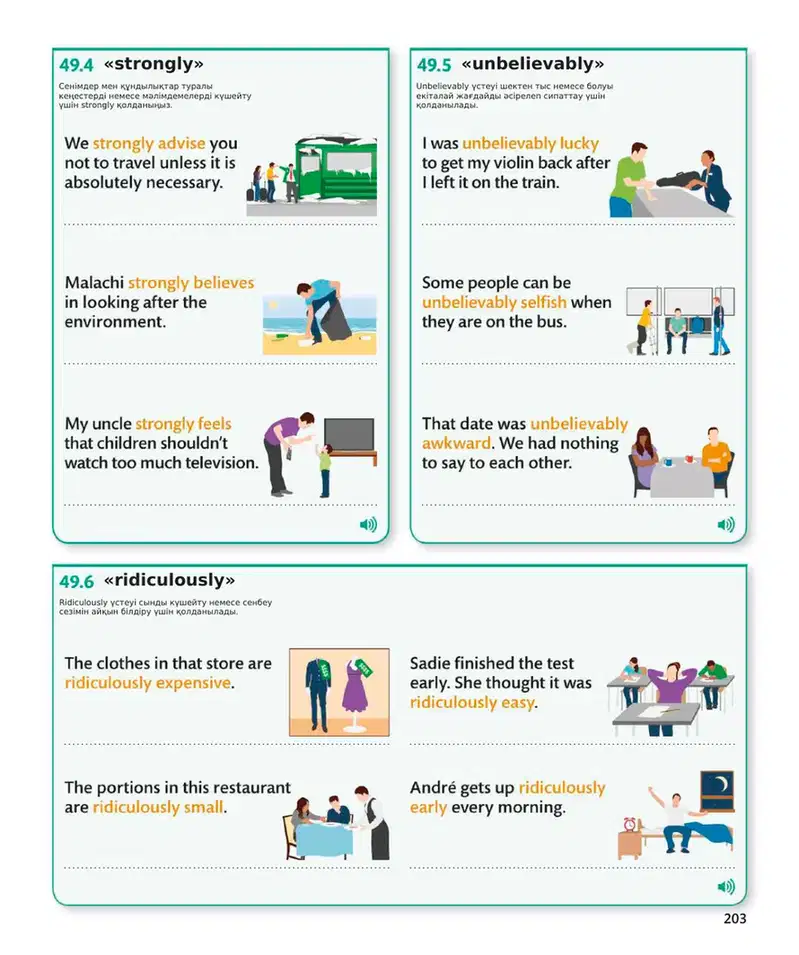 49.4 «strongly»
Сенімдер мен құндылықтар туралы
кеңестерді немесе мәлімдемелерді күшейту
үшін strongly қолданыңыз.
We strongly advise you
not to travel unless it is
absolutely necessary.
Malachi strongly believes
in looking after the
environment.
My uncle strongly feels
that children shouldn't
watch too much television.
49.5 «unbelievably»
Unbelievably үстеуі шектен тыс немесе болуы
екіталай жағдайды әсірелеп сипаттау үшін
қолданылады.
I was unbelievably lucky
to get my violin back after
I left it on the train.
Some people can be
unbelievably selfish when
they are on the bus.
That date was unbelievably
awkward. We had nothing
to say to each other.
49.6 «ridiculously»
Ridiculously үстеуі сынды күшейту немесе сенбеу
сезімін айқын білдіру үшін қолданылады.
The clothes in that store are
ridiculously expensive.
Sadie finished the test
early. She thought it was
ridiculously easy.
The portions in this restaurant
are ridiculously small.
André gets up ridiculously
early every morning.
203